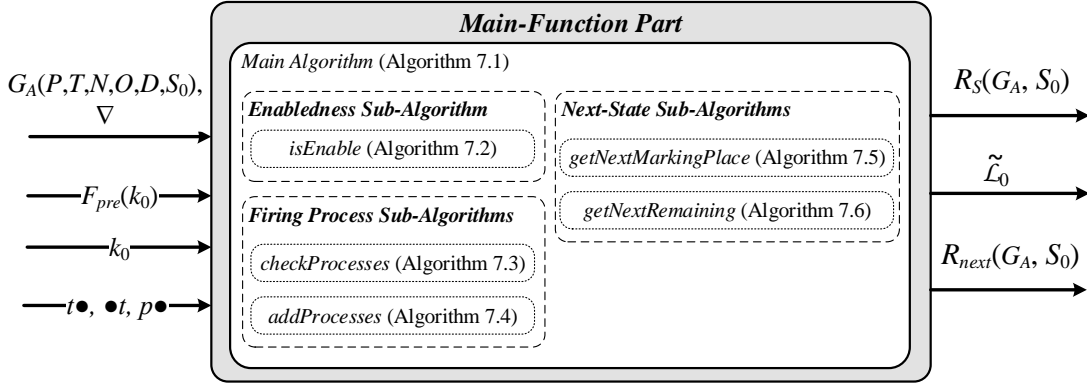 Main-Function Part
Main Algorithm (Algorithm 7.1)
G_A(P,T,N,O,D,S_0),
∇
F_pre(k_0)
k_0
t●, ●t, p●
Enabledness Sub-Algorithm
isEnable (Algorithm 7.2)
Firing Process Sub-Algorithms
checkProcesses (Algorithm 7.3)
addProcesses (Algorithm 7.4)
Next-State Sub-Algorithms
getNextMarkingPlace (Algorithm 7.5)
getNextRemaining (Algorithm 7.6)
R_S(G_A, S_0)
ℒ̃_0
R_next(G_A, S_0)